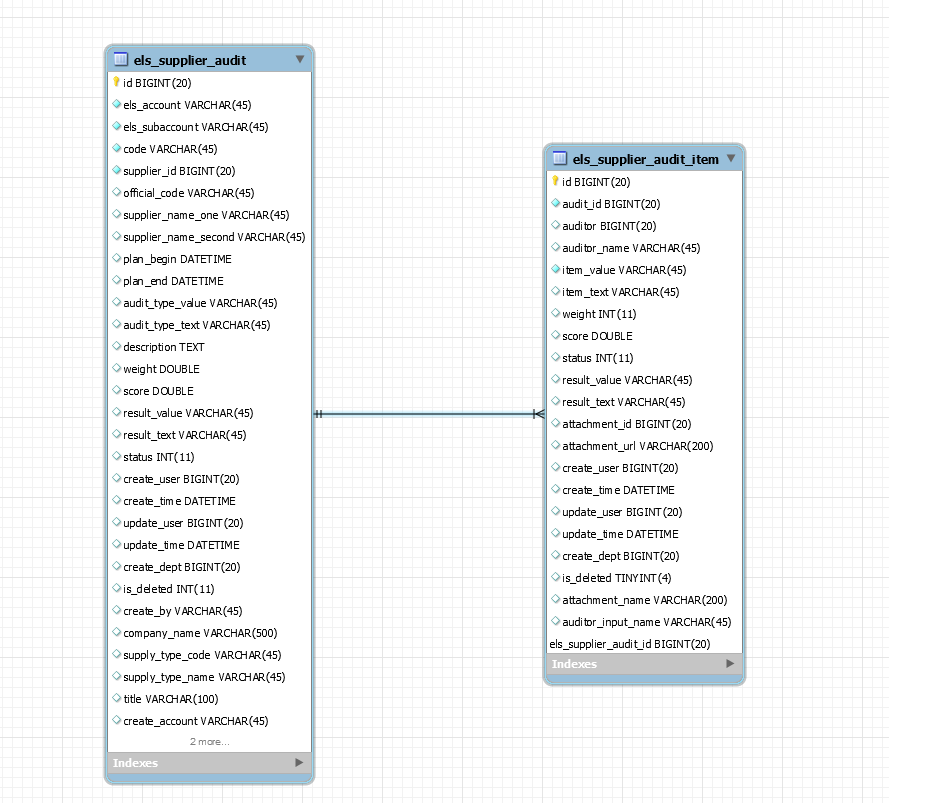 els_supplier_audit
id BIGINT(20)
els_account VARCHAR(45)
els_subaccount VARCHAR(45)
code VARCHAR(45)
supplier_id BIGINT(20)
official_code VARCHAR(45)
supplier_name_one VARCHAR(45)
supplier_name_second VARCHAR(45)
plan_begin DATETIME
plan_end DATETIME
audit_type_value VARCHAR(45)
audit_type_text VARCHAR(45)
description TEXT
weight DOUBLE
score DOUBLE
result_value VARCHAR(45)
result_text VARCHAR(45)
status INT(11)
create_user BIGINT(20)
create_time DATETIME
update_user BIGINT(20)
update_time DATETIME
create_dept BIGINT(20)
is_deleted INT(11)
create_by VARCHAR(45)
company_name VARCHAR(500)
supply_type_code VARCHAR(45)
supply_type_name VARCHAR(45)
title VARCHAR(100)
create_account VARCHAR(45)
2 more...
Indexes
els_supplier_audit_item
id BIGINT(20)
audit_id BIGINT(20)
auditor BIGINT(20)
auditor_name VARCHAR(45)
item_value VARCHAR(45)
item_text VARCHAR(45)
weight INT(11)
score DOUBLE
status INT(11)
result_value VARCHAR(45)
result_text VARCHAR(45)
attachment_id BIGINT(20)
attachment_url VARCHAR(200)
create_user BIGINT(20)
create_time DATETIME
update_user BIGINT(20)
update_time DATETIME
create_dept BIGINT(20)
is_deleted TINYINT(4)
attachment_name VARCHAR(200)
auditor_input_name VARCHAR(45)
els_supplier_audit_id BIGINT(20)
Indexes